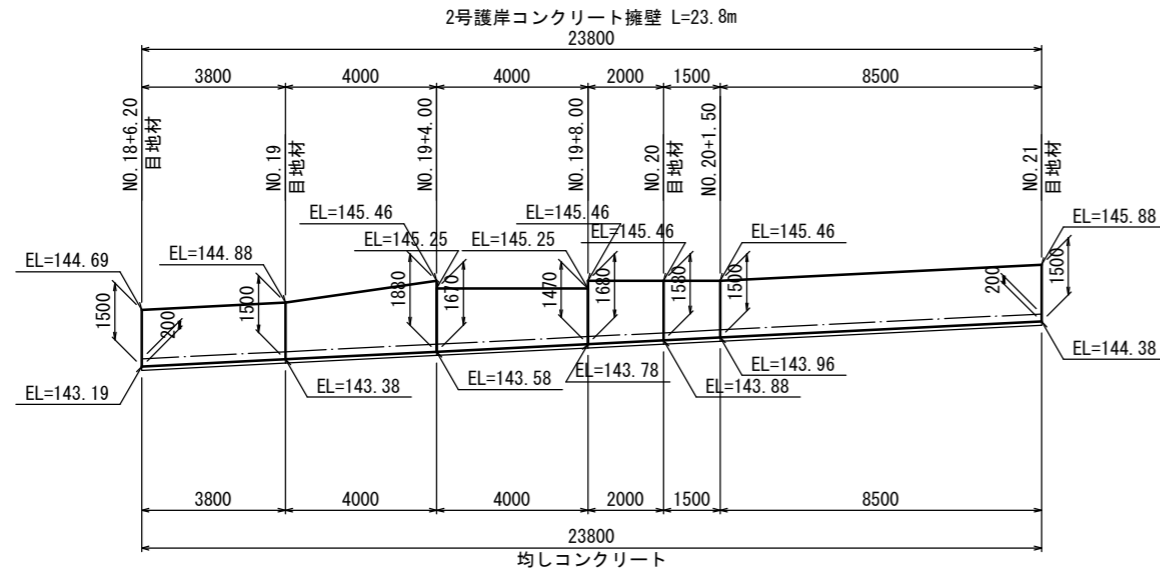 2号護岸コンクリート擁壁 L=23.8m
23800
3800 4000 4000 2000 1500 8500
NO.18+6.20
目地材
NO.19
目地材
NO.19+4.00
NO.19+8.00
NO.20
目地材
NO.20+1.50
NO.21
目地材
EL=144.69
EL=144.88
EL=145.46
EL=145.25
EL=145.46
EL=145.25
EL=145.46
EL=145.46
EL=145.88
1500
200
1500
1880
1670
1470
1680
1580
1500
200
1500
EL=143.19
EL=143.38
EL=143.58
EL=143.78
EL=143.88
EL=143.96
EL=144.38
3800 4000 4000 2000 1500 8500
23800
均しコンクリート